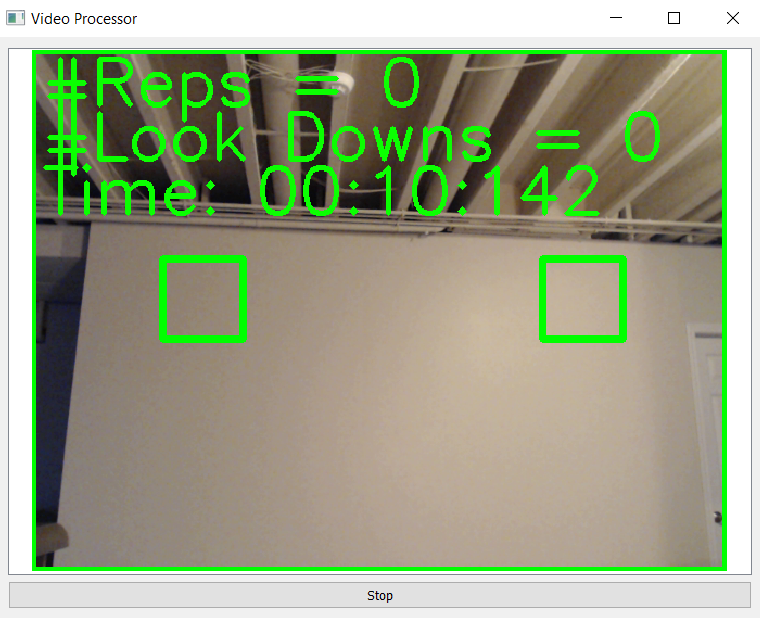 Video Processor
#Reps = 0
#Look Downs = 0
Time: 00:10:142
Stop